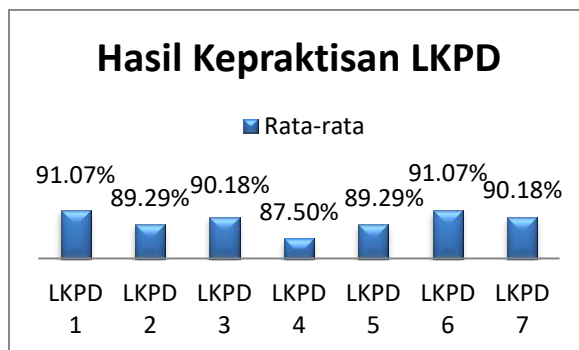 Hasil Kepraktisan LKPD
Rata-rata
91.07% 89.29% 90.18% 87.50% 89.29% 91.07% 90.18%
LKPD LKPD LKPD LKPD LKPD LKPD LKPD
1 2 3 4 5 6 7